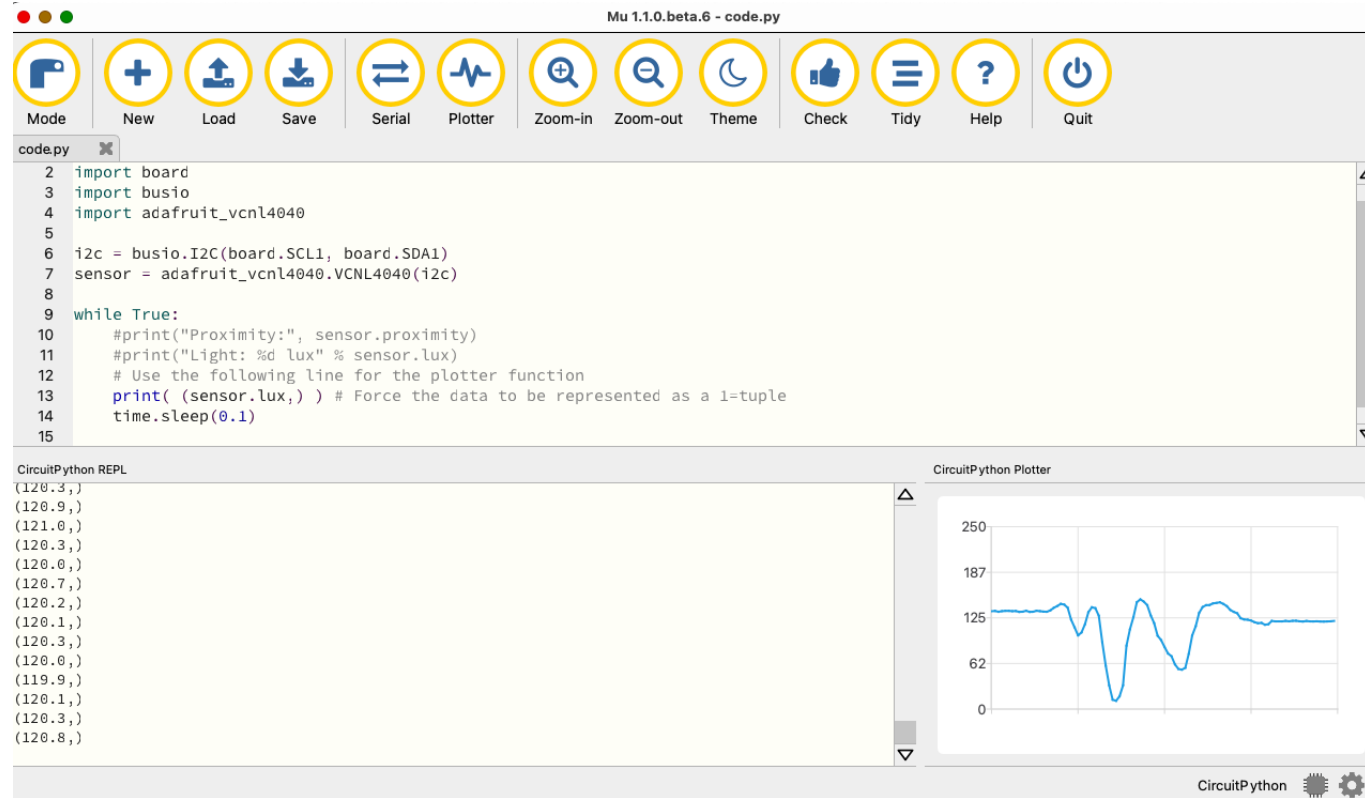 Mu 1.1.0.beta.6 - code.py
Mode New Load Save Serial Plotter Zoom-in Zoom-out Theme Check Tidy Help Quit
code.py
2 import board
3 import busio
4 import adafruit_vcnl4040
5
6 i2c = busio.I2C(board.SCL1, board.SDA1)
7 sensor = adafruit_vcnl4040.VCNL4040(i2c)
8
9 while True:
10     #print("Proximity:", sensor.proximity)
11     #print("Light: %d lux" % sensor.lux)
12     # Use the following line for the plotter function
13     print( (sensor.lux,) ) # Force the data to be represented as a 1=tuple
14     time.sleep(0.1)
15
CircuitPython REPL
(120.3,)
(120.9,)
(121.0,)
(120.3,)
(120.0,)
(120.7,)
(120.2,)
(120.1,)
(120.3,)
(120.0,)
(119.9,)
(120.1,)
(120.3,)
(120.8,)
CircuitPython Plotter
250
187
125
62
0
CircuitPython